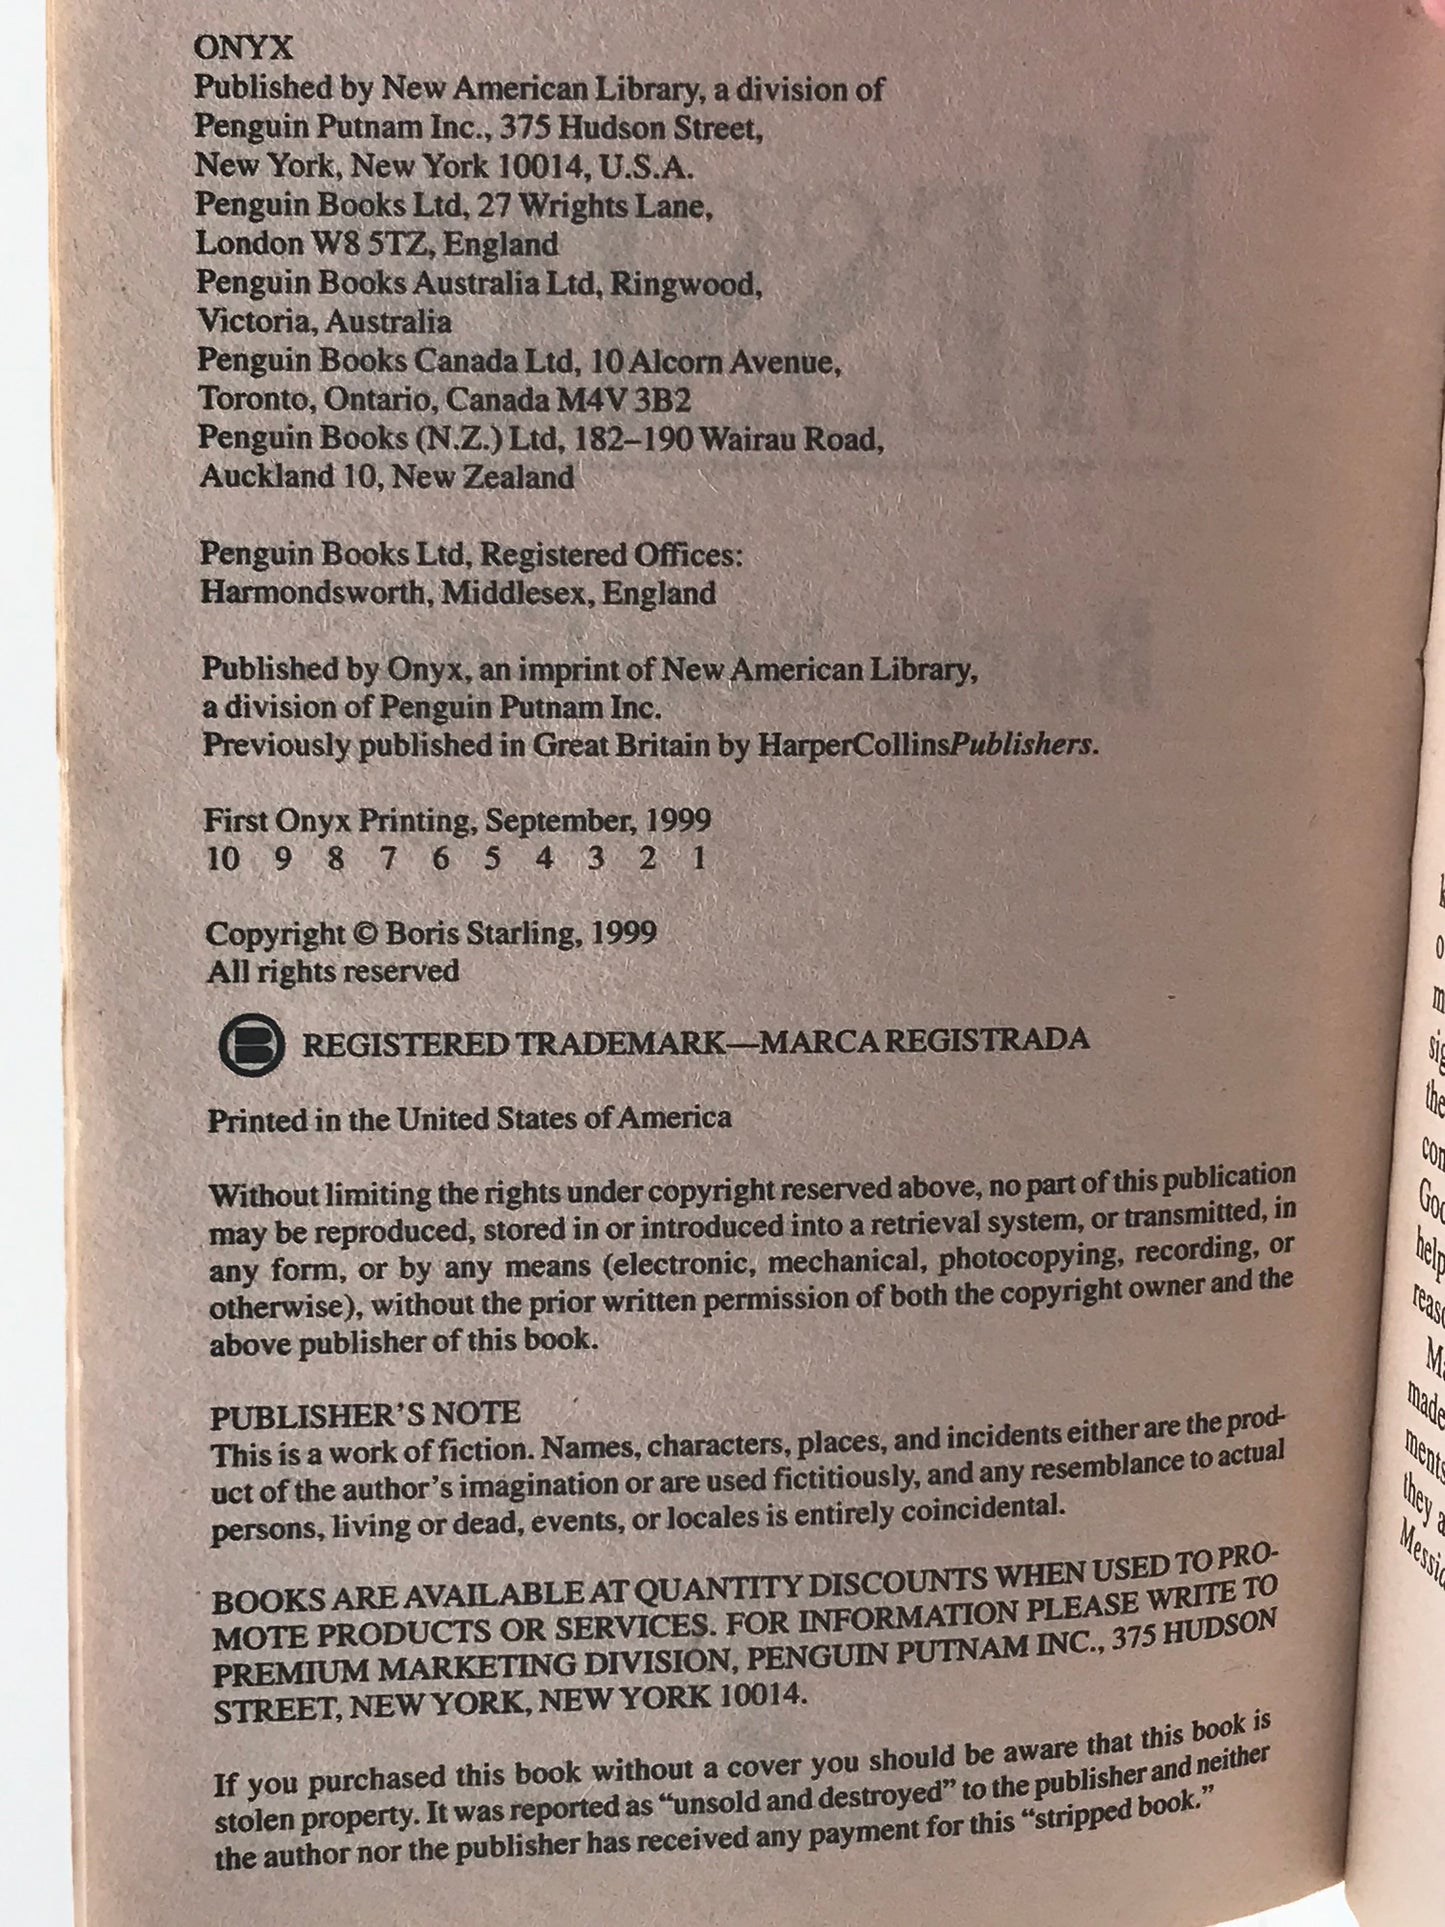 ONYX
Published by New American Library, a division of
Penguin Putnam Inc., 375 Hudson Street,
New York, New York 10014, U.S.A.
Penguin Books Ltd, 27 Wrights Lane,
London W8 5TZ, England
Penguin Books Australia Ltd, Ringwood,
Victoria, Australia
Penguin Books Canada Ltd, 10 Alcorn Avenue,
Toronto, Ontario, Canada M4V 3B2
Penguin Books (N.Z.) Ltd, 182–190 Wairau Road,
Auckland 10, New Zealand
Penguin Books Ltd, Registered Offices:
Harmondsworth, Middlesex, England
Published by Onyx, an imprint of New American Library,
a division of Penguin Putnam Inc.
Previously published in Great Britain by HarperCollinsPublishers.
First Onyx Printing, September, 1999
10 9 8 7 6 5 4 3 2 1
Copyright © Boris Starling, 1999
All rights reserved
REGISTERED TRADEMARK—MARCA REGISTRADA
Printed in the United States of America
Without limiting the rights under copyright reserved above, no part of this publication
may be reproduced, stored in or introduced into a retrieval system, or transmitted, in
any form, or by any means (electronic, mechanical, photocopying, recording, or
otherwise), without the prior written permission of both the copyright owner and the
above publisher of this book.
PUBLISHER'S NOTE
This is a work of fiction. Names, characters, places, and incidents either are the prod-
uct of the author's imagination or are used fictitiously, and any resemblance to actual
persons, living or dead, events, or locales is entirely coincidental.
BOOKS ARE AVAILABLE AT QUANTITY DISCOUNTS WHEN USED TO PRO-
MOTE PRODUCTS OR SERVICES. FOR INFORMATION PLEASE WRITE TO
PREMIUM MARKETING DIVISION, PENGUIN PUTNAM INC., 375 HUDSON
STREET, NEW YORK, NEW YORK 10014.
If you purchased this book without a cover you should be aware that this book is
stolen property. It was reported as "unsold and destroyed" to the publisher and neither
the author nor the publisher has received any payment for this "stripped book."